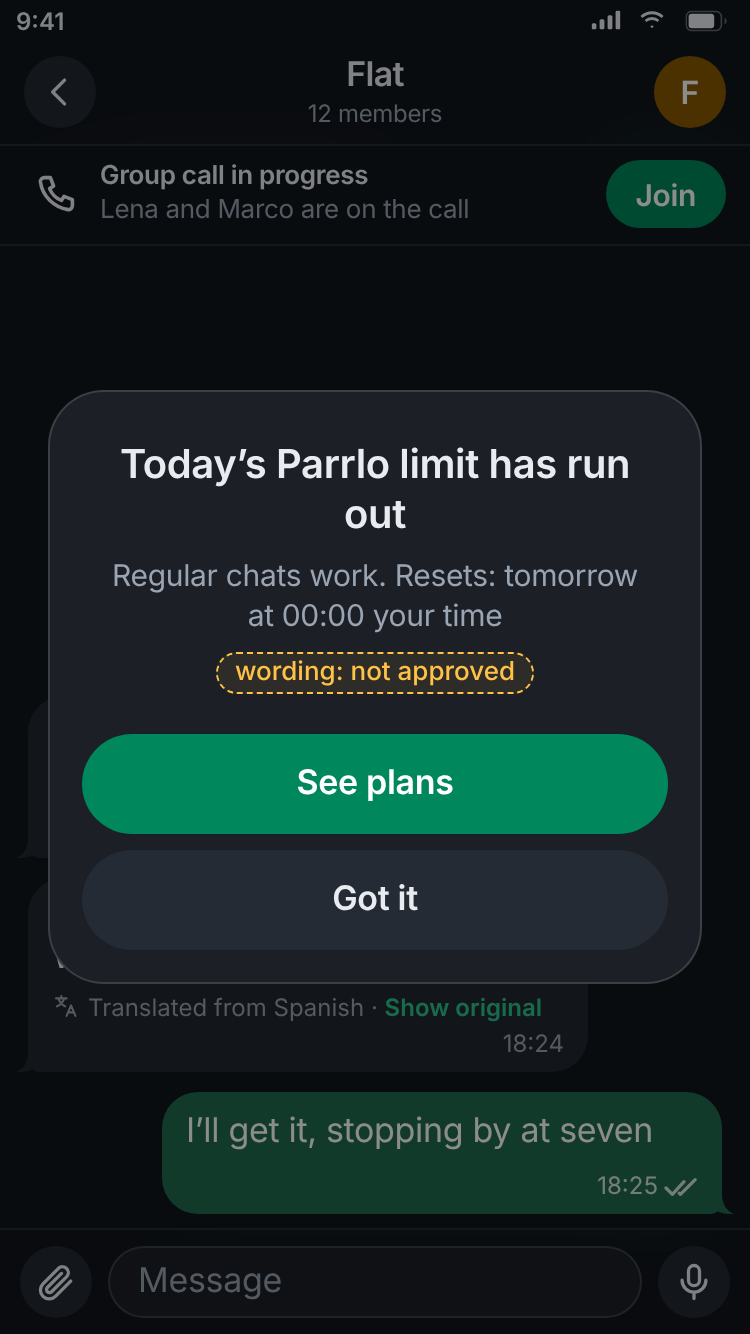 9:41
Flat
12 members
F
Group call in progress
Lena and Marco are on the call
Join
Today’s Parrlo limit has run
out
Regular chats work. Resets: tomorrow
at 00:00 your time
wording: not approved
See plans
Got it
Translated from Spanish · Show original
18:24
I’ll get it, stopping by at seven
18:25
Message